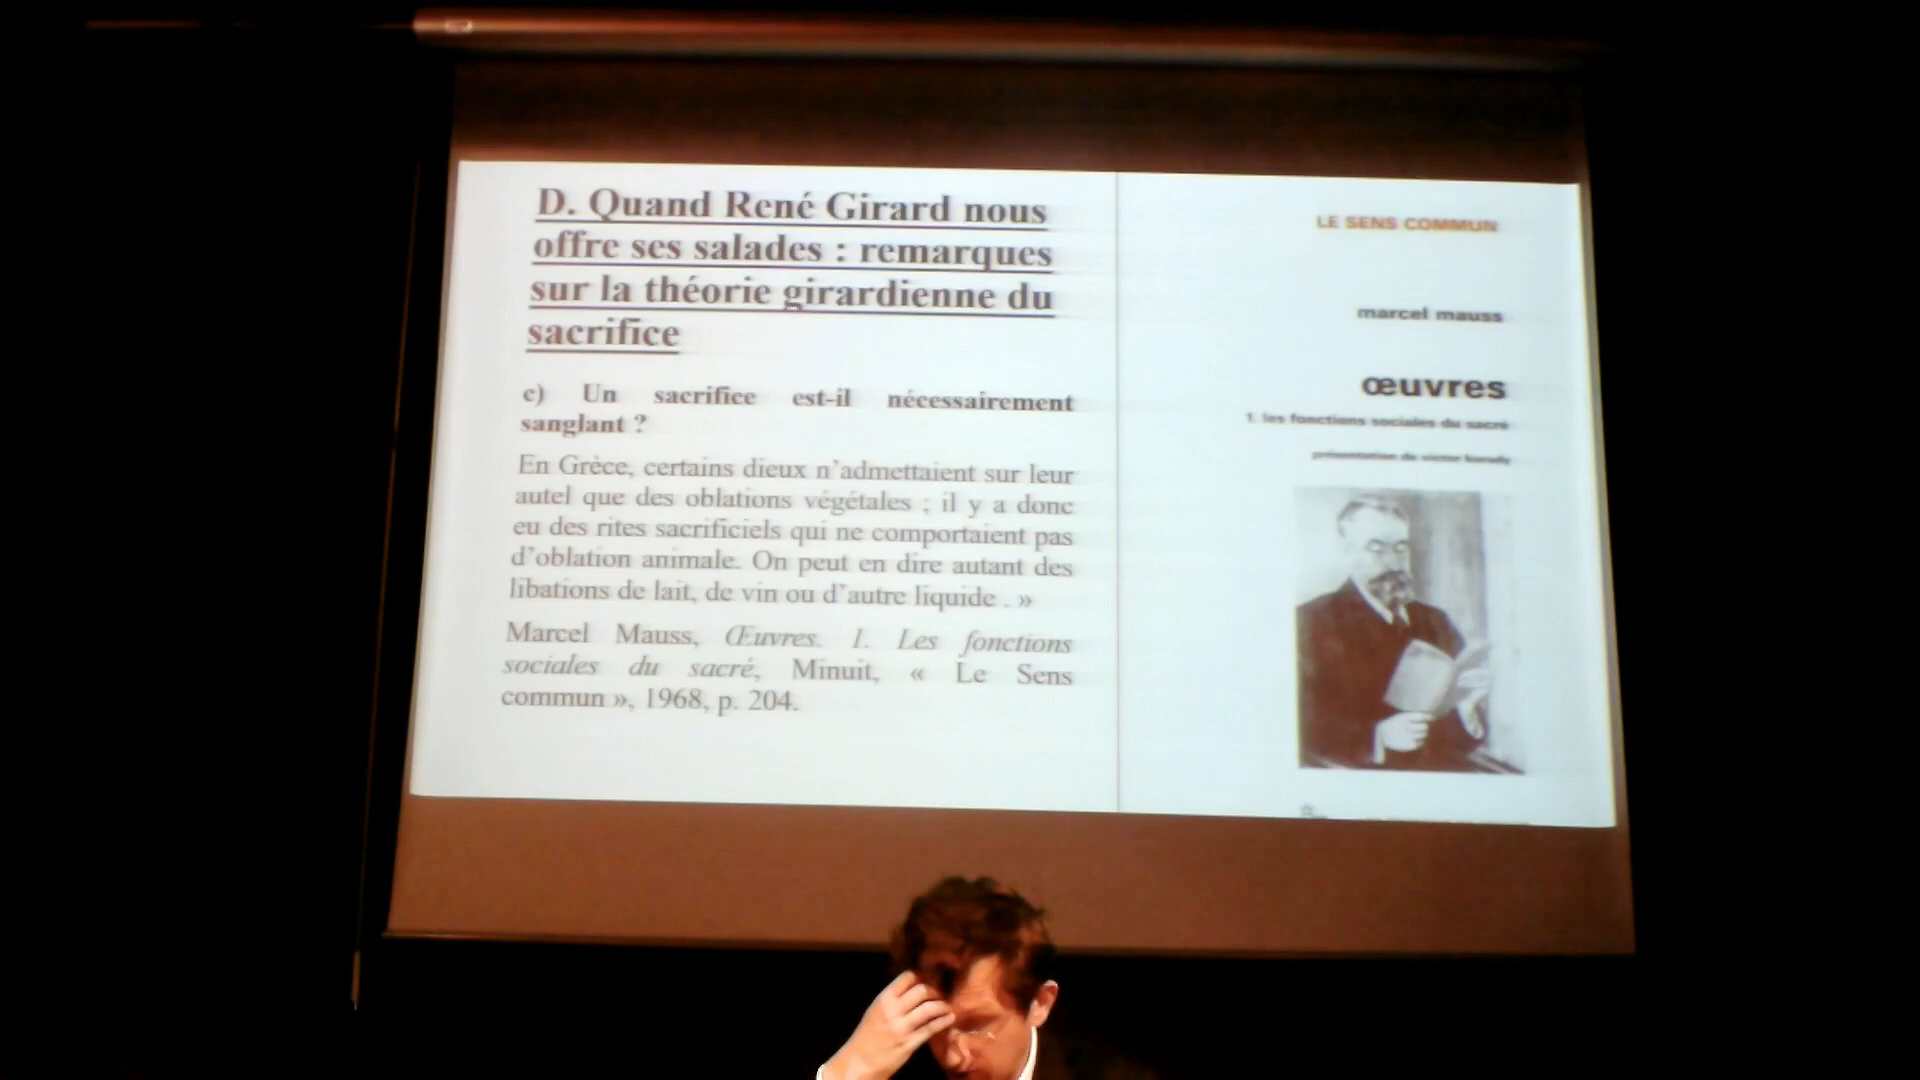 D. Quand René Girard nous
offre ses salades : remarques
sur la théorie girardienne du
sacrifice
c) Un sacrifice est-il nécessairement
sanglant ?
En Grèce, certains dieux n'admettaient sur leur
autel que des oblations végétales ; il y a donc
eu des rites sacrificiels qui ne comportaient pas
d'oblation animale. On peut en dire autant des
libations de lait, de vin ou d'autre liquide . »
Marcel Mauss, Œuvres. 1. Les fonctions
sociales du sacré, Minuit, « Le Sens
commun », 1968, p. 204.
LE SENS COMMUN
marcel mauss
œuvres
1. les fonctions sociales du sacré
présentation de victor karady